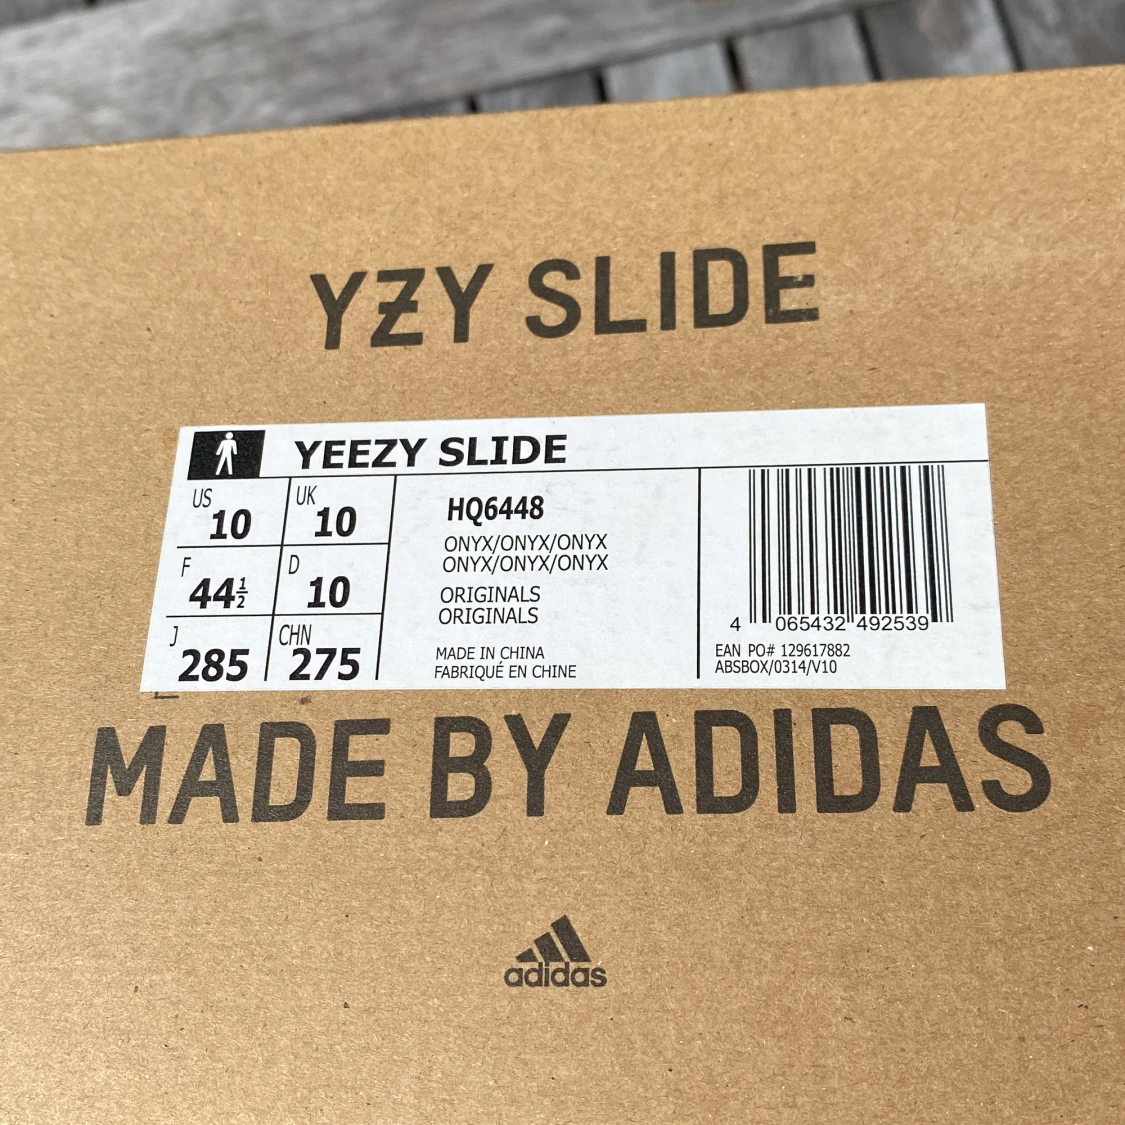 YZY SLIDE
YEEZY SLIDE
US 10 UK 10
F 44½ D 10
J 285 CHN 275
HQ6448
ONYX/ONYX/ONYX
ONYX/ONYX/ONYX
ORIGINALS
ORIGINALS
MADE IN CHINA
FABRIQUÉ EN CHINE
4 065432 492539
EAN PO# 129617882
ABSBOX/0314/V10
MADE BY ADIDAS
adidas